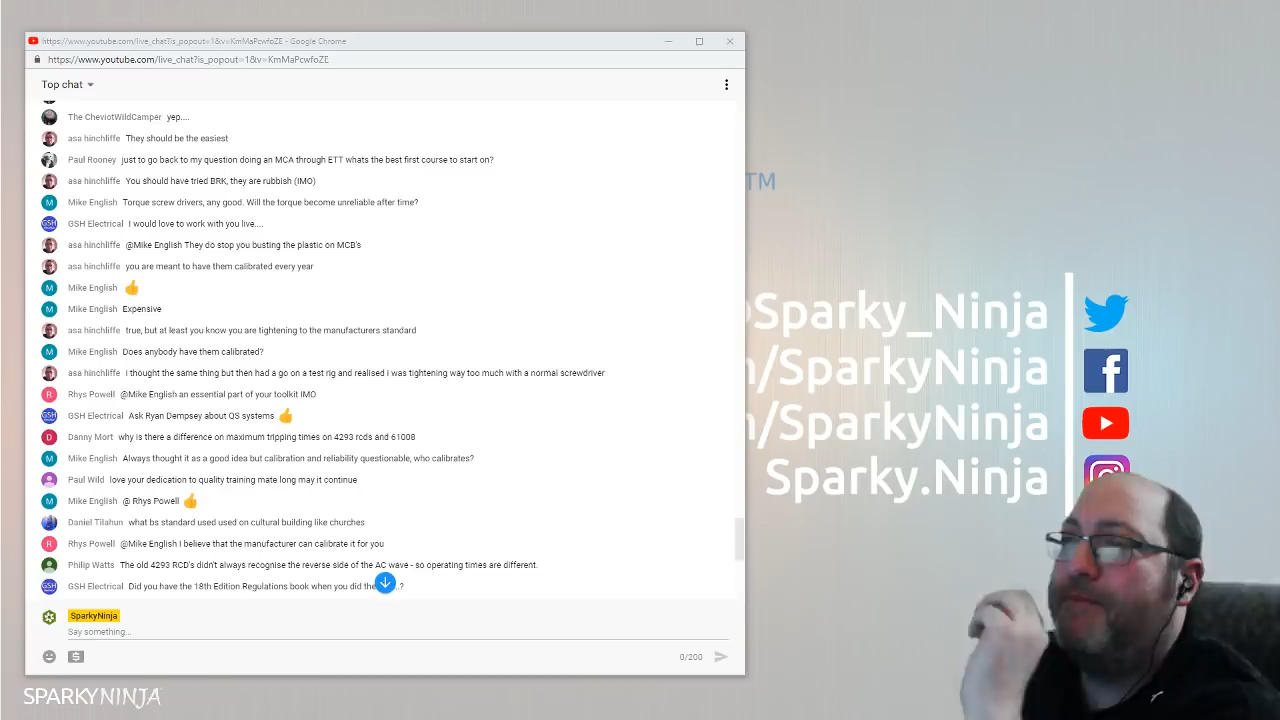 https://www.youtube.com/live_chat?is_popout=1&v=KmMaPcwfoZE - Google Chrome
https://www.youtube.com/live_chat?is_popout=1&v=KmMaPcwfoZE
Top chat
The CheviotWildCamper yep....
asa hinchliffe They should be the easiest
Paul Rooney just to go back to my question doing an MCA through ETT whats the best first course to start on?
asa hinchliffe You should have tried BRK, they are rubbish (IMO)
Mike English Torque screw drivers, any good. Will the torque become unreliable after time?
GSH Electrical I would love to work with you live....
asa hinchliffe @Mike English They do stop you busting the plastic on MCB's
asa hinchliffe you are meant to have them calibrated every year
Mike English 👍
Mike English Expensive
asa hinchliffe true, but at least you know you are tightening to the manufacturers standard
Mike English Does anybody have them calibrated?
asa hinchliffe i thought the same thing but then had a go on a test rig and realised i was tightening way too much with a normal screwdriver
Rhys Powell @Mike English an essential part of your toolkit IMO
GSH Electrical Ask Ryan Dempsey about QS systems 👍
Danny Mort why is there a difference on maximum tripping times on 4293 rcds and 61008
Mike English Always thought it as a good idea but calibration and reliability questionable, who calibrates?
Paul Wild love your dedication to quality training mate long may it continue
Mike English @ Rhys Powell 👍
Daniel Tilahun what bs standard used used on cultural building like churches
Rhys Powell @Mike English I believe that the manufacturer can calibrate it for you
Philip Watts The old 4293 RCD's didn't always recognise the reverse side of the AC wave - so operating times are different.
GSH Electrical Did you have the 18th Edition Regulations book when you did the ..?
SparkyNinja
Say something...
0/200
TM
@Sparky_Ninja
/SparkyNinja
/SparkyNinja
Sparky.Ninja
SPARKYNINJA